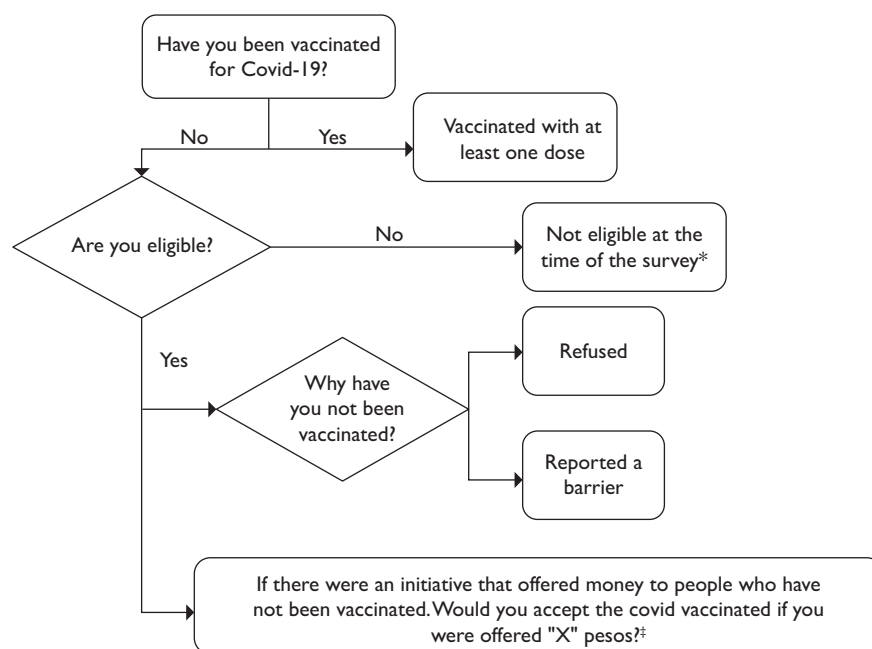 Have you been vaccinated
for Covid-19?
No
Yes
Vaccinated with at
least one dose
Are you eligible?
No
Not eligible at the
time of the survey*
Yes
Why have
you not been
vaccinated?
Refused
Reported a
barrier
If there were an initiative that offered money to people who have
not been vaccinated. Would you accept the covid vaccinated if you
were offered "X" pesos?‡